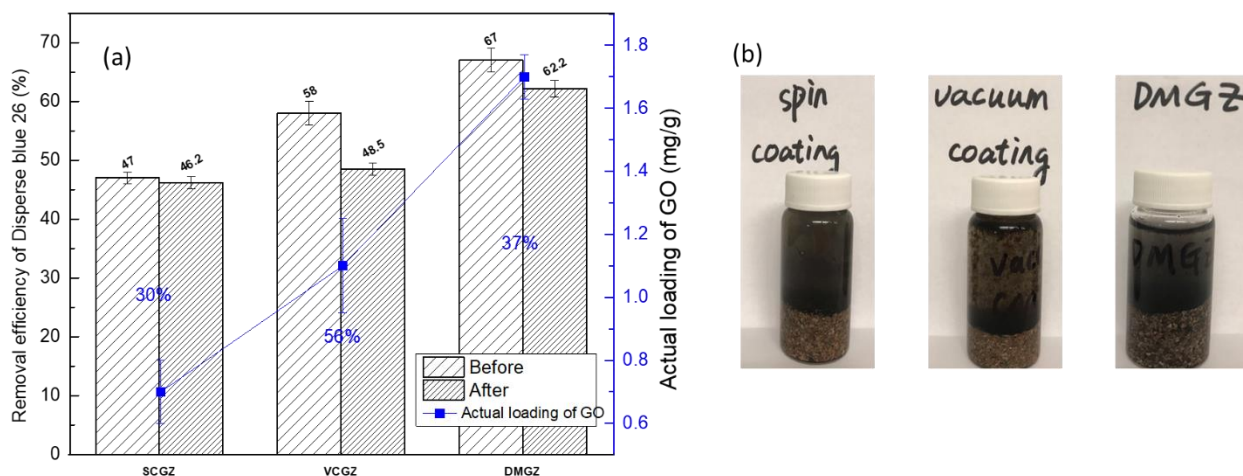 (a)
Removal efficiency of Disperse blue 26 (%)
70
60
50
40
30
20
10
0
47
46.2
58
48.5
67
62.2
30%
56%
37%
Before
After
Actual loading of GO
SCGZ
VCGZ
DMGZ
1.8
1.6
1.4
1.2
1.0
0.8
0.6
Actual loading of GO (mg/g)
(b)
spin
coating
vacuum
coating
DMGZ
DMGZ